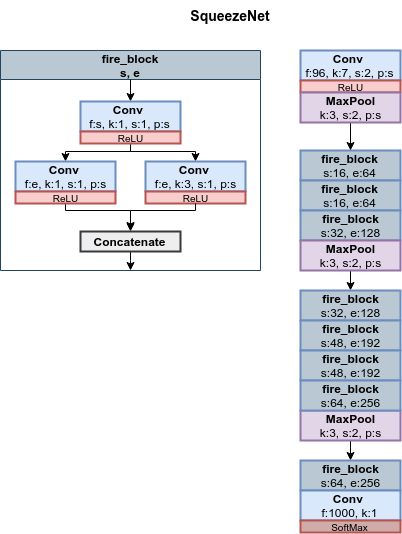 SqueezeNet
fire_block
s, e
Conv
f:s, k:1, s:1, p:s
ReLU
Conv
f:e, k:1, s:1, p:s
ReLU
Conv
f:e, k:3, s:1, p:s
ReLU
Concatenate
Conv
f:96, k:7, s:2, p:s
ReLU
MaxPool
k:3, s:2, p:s
fire_block
s:16, e:64
fire_block
s:16, e:64
fire_block
s:32, e:128
MaxPool
k:3, s:2, p:s
fire_block
s:32, e:128
fire_block
s:48, e:192
fire_block
s:48, e:192
fire_block
s:64, e:256
MaxPool
k:3, s:2, p:s
fire_block
s:64, e:256
Conv
f:1000, k:1
SoftMax